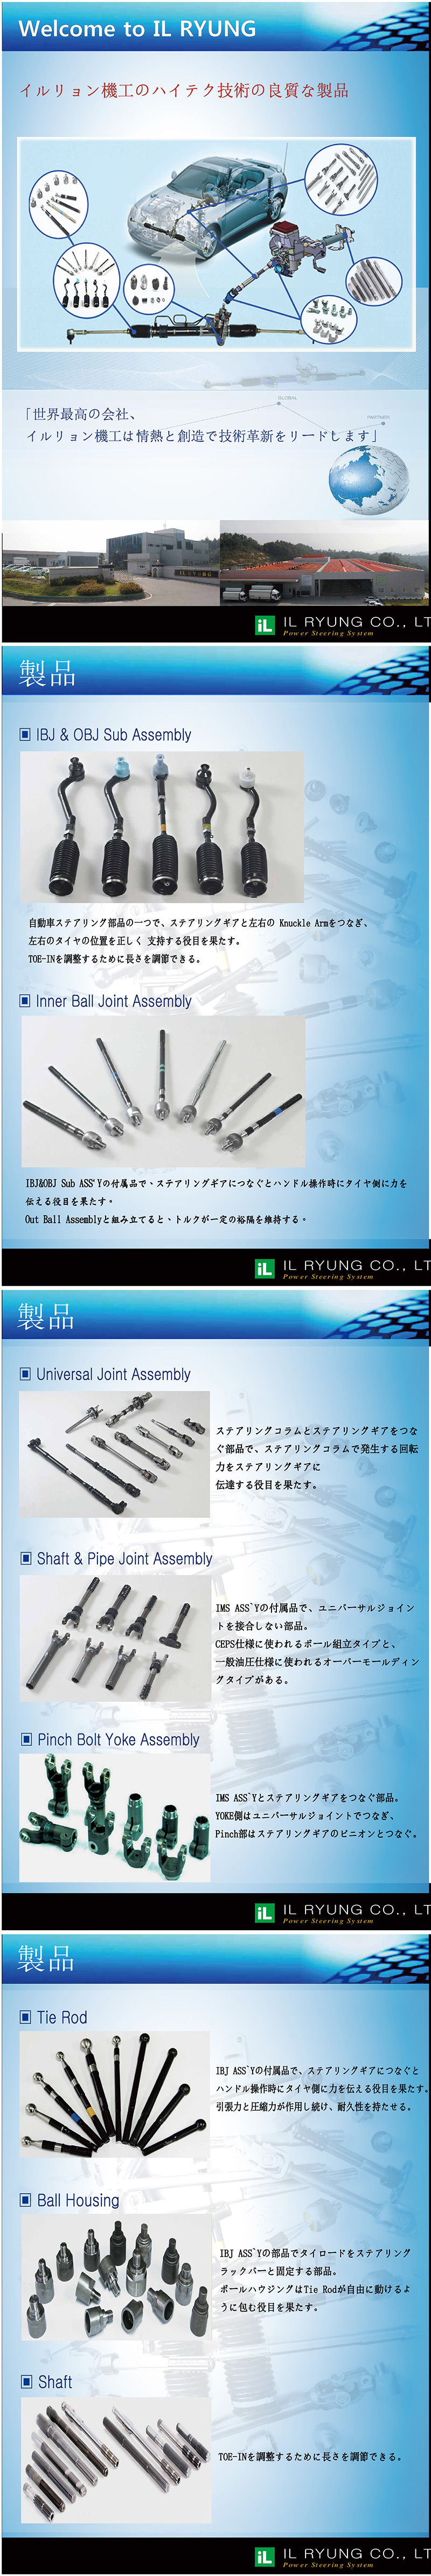 Welcome to IL RYUNG
イルリョン機工のハイテク技術の良質な製品
GLOBAL
PARTNER
「世界最高の会社、
イルリョン機工は情熱と創造で技術革新をリードします」
IL RYUNG
iL IL RYUNG CO., LT
Power Steering System
製品
IBJ & OBJ Sub Assembly
自動車ステアリング部品の一つで、ステアリングギアと左右の Knuckle Armをつなぎ、
左右のタイヤの位置を正しく 支持する役目を果たす。
TOE-INを調整するために長さを調節できる。
Inner Ball Joint Assembly
IBJ&OBJ Sub ASS'Yの付属品で、ステアリングギアにつなぐとハンドル操作時にタイヤ側に力を
伝える役目を果たす。
Out Ball Assemblyと組み立てると、トルクが一定の裕隔を維持する。
iL IL RYUNG CO., LT
Power Steering System
製品
Universal Joint Assembly
ステアリングコラムとステアリングギアをつな
ぐ部品で、ステアリングコラムで発生する回転
力をステアリングギアに
伝達する役目を果たす。
Shaft & Pipe Joint Assembly
IMS ASS`Yの付属品で、ユニバーサルジョイン
トを接合しない部品。
CEPS仕様に使われるボール組立タイプと、
一般油圧仕様に使われるオーバーモールディン
グタイプがある。
Pinch Bolt Yoke Assembly
IMS ASS`Yとステアリングギアをつなぐ部品。
YOKE側はユニバーサルジョイントでつなぎ、
Pinch部はステアリングギアのピニオンとつなぐ。
iL IL RYUNG CO., LT
Power Steering System
製品
Tie Rod
IBJ ASS`Yの付属品で、ステアリングギアにつなぐと
ハンドル操作時にタイヤ側に力を伝える役目を果たす。
引張力と圧縮力が作用し続け、耐久性を持たせる。
Ball Housing
IBJ ASS`Yの部品でタイロードをステアリング
ラックバーと固定する部品。
ボールハウジングはTie Rodが自由に動けるよ
うに包む役目を果たす。
Shaft
TOE-INを調整するために長さを調節できる。
iL IL RYUNG CO., LT
Power Steering System